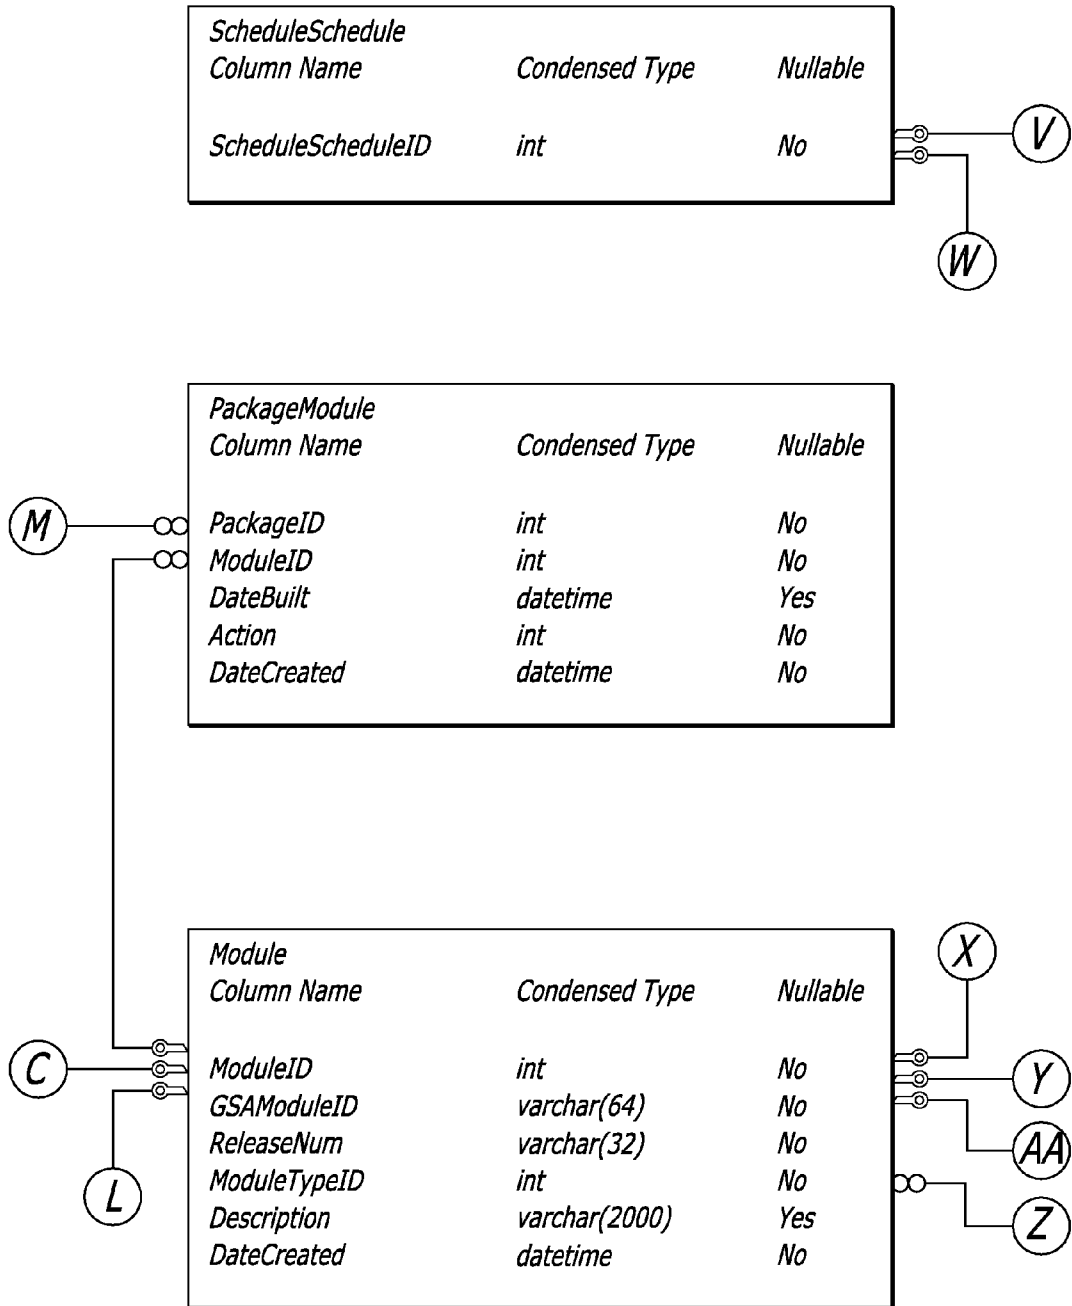 ScheduleSchedule
Column Name Condensed Type Nullable
ScheduleScheduleID int No
V
W
PackageModule
Column Name Condensed Type Nullable
M
PackageID int No
ModuleID int No
DateBuilt datetime Yes
Action int No
DateCreated datetime No
Module
X
Column Name Condensed Type Nullable
C
ModuleID int No
Y
GSAModuleID varchar(64) No
ReleaseNum varchar(32) No
AA
ModuleTypeID int No
L
Description varchar(2000) Yes
Z
DateCreated datetime No